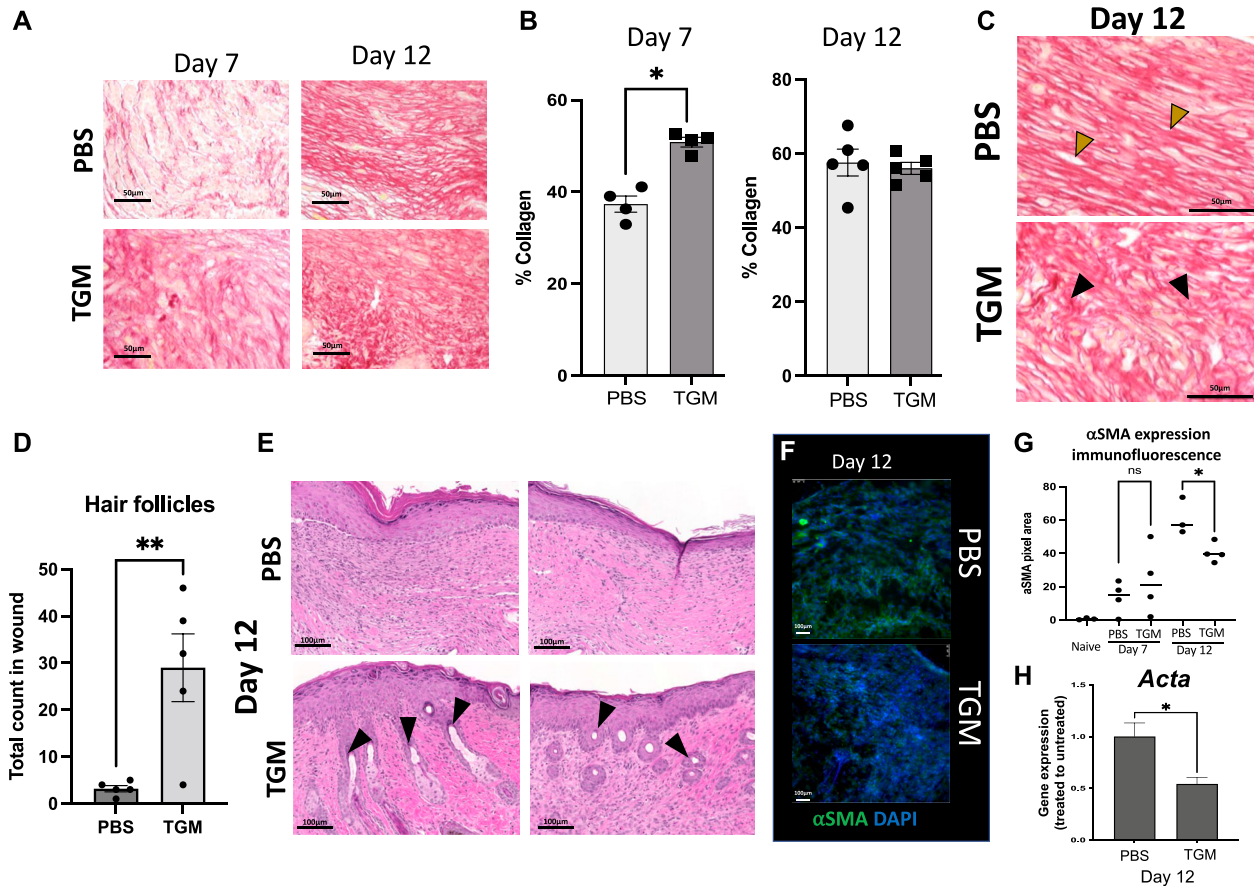 A
Day 7
Day 12
PBS
50µm
50µm
TGM
50µm
50µm
B
Day 7
Day 12
*
% Collagen
60
40
20
0
PBS
TGM
% Collagen
80
60
40
20
0
PBS
TGM
C
Day 12
PBS
50µm
TGM
50µm
D
Hair follicles
**
Total count in wound
50
40
30
20
10
0
PBS
TGM
E
Day 12
PBS
100µm
100µm
TGM
100µm
100µm
F
Day 12
PBS
100µm
TGM
100µm
αSMA DAPI
G
αSMA expression
immunofluorescence
ns
*
aSMA pixel area
80
60
40
20
0
Naive
PBS
TGM
PBS
TGM
Day 7
Day 12
H
Acta
*
Gene expression
(treated to untreated)
1.5
1.0
0.5
0.0
PBS
TGM
Day 12